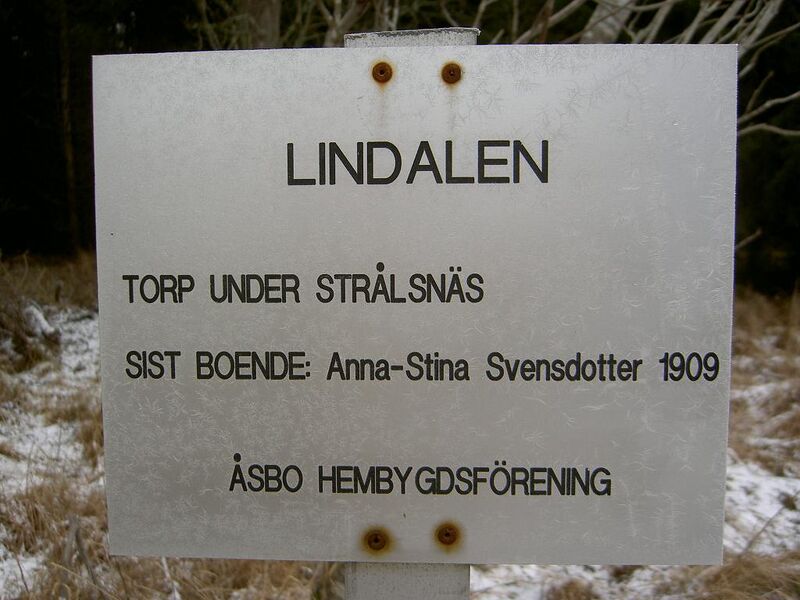 LINDALEN
TORP UNDER STRÅLSNÄS
SIST BOENDE: Anna-Stina Svensdotter 1909
ÅSBO HEMBYGDSFÖRENING